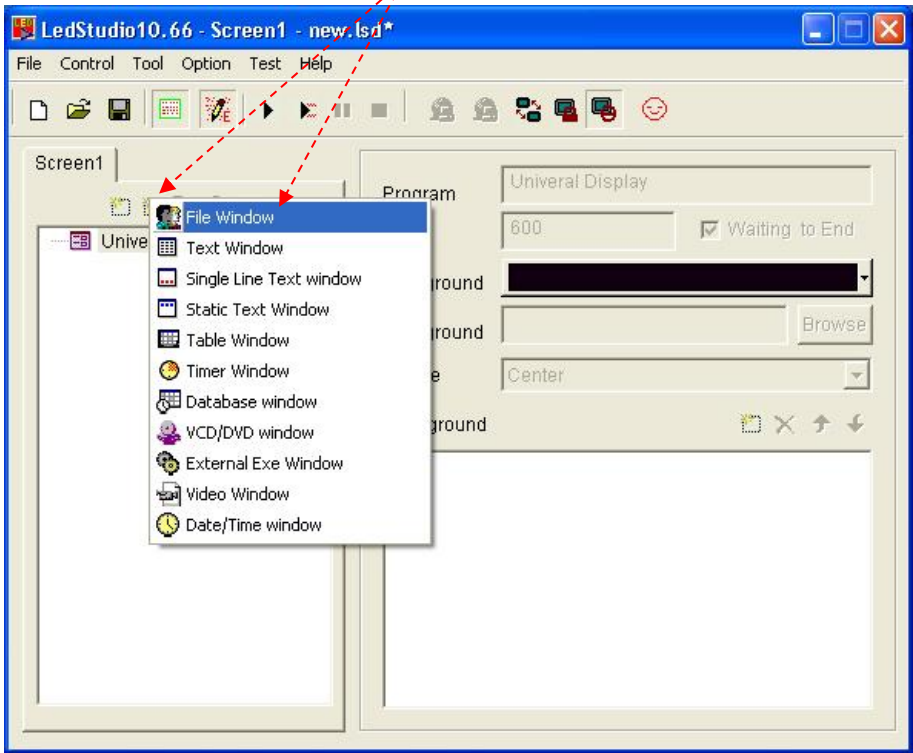 LedStudio10.66 - Screen1 - new.lsd*
File Control Tool Option Test Help
Screen1
Program
Univeral Display
600
Waiting to End
Unive
File Window
Text Window
Single Line Text window
Static Text Window
Table Window
Timer Window
Database window
VCD/DVD window
External Exe Window
Video Window
Date/Time window
round
round
Browse
e
Center
ground